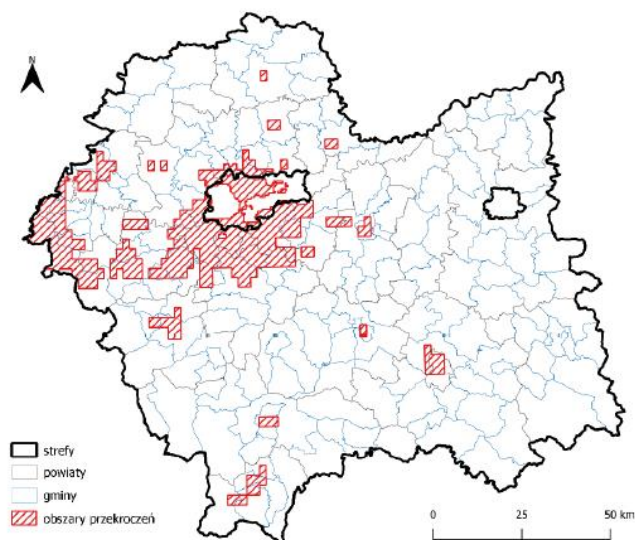 N
strefy
powiaty
gminy
obszary przekroczeń
0 25 50 km